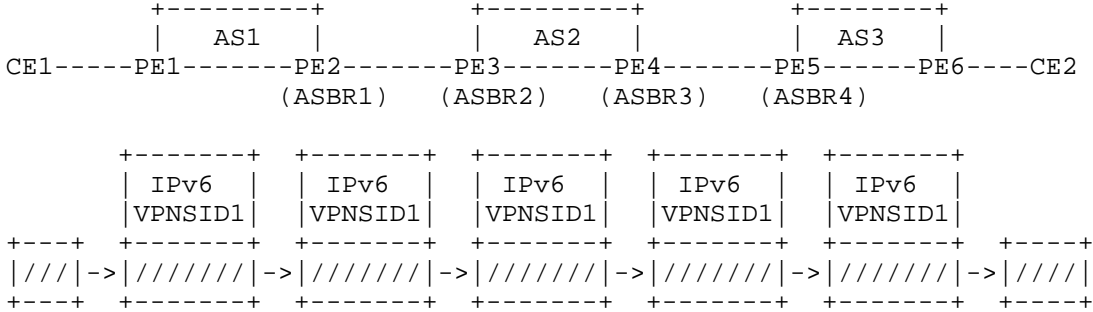 +---------+ +---------+ +--------+
| AS1 | | AS2 | | AS3 |
CE1-----PE1-------PE2-------PE3-------PE4-------PE5------PE6----CE2
(ASBR1) (ASBR2) (ASBR3) (ASBR4)
+-------+ +-------+ +-------+ +-------+ +-------+
| IPv6 | | IPv6 | | IPv6 | | IPv6 | | IPv6 |
|VPNSID1| |VPNSID1| |VPNSID1| |VPNSID1| |VPNSID1|
+---+ +-------+ +-------+ +-------+ +-------+ +-------+ +----+
|///|->|///////|->|///////|->|///////|->|///////|->|///////|->|////|
+---+ +-------+ +-------+ +-------+ +-------+ +-------+ +----+